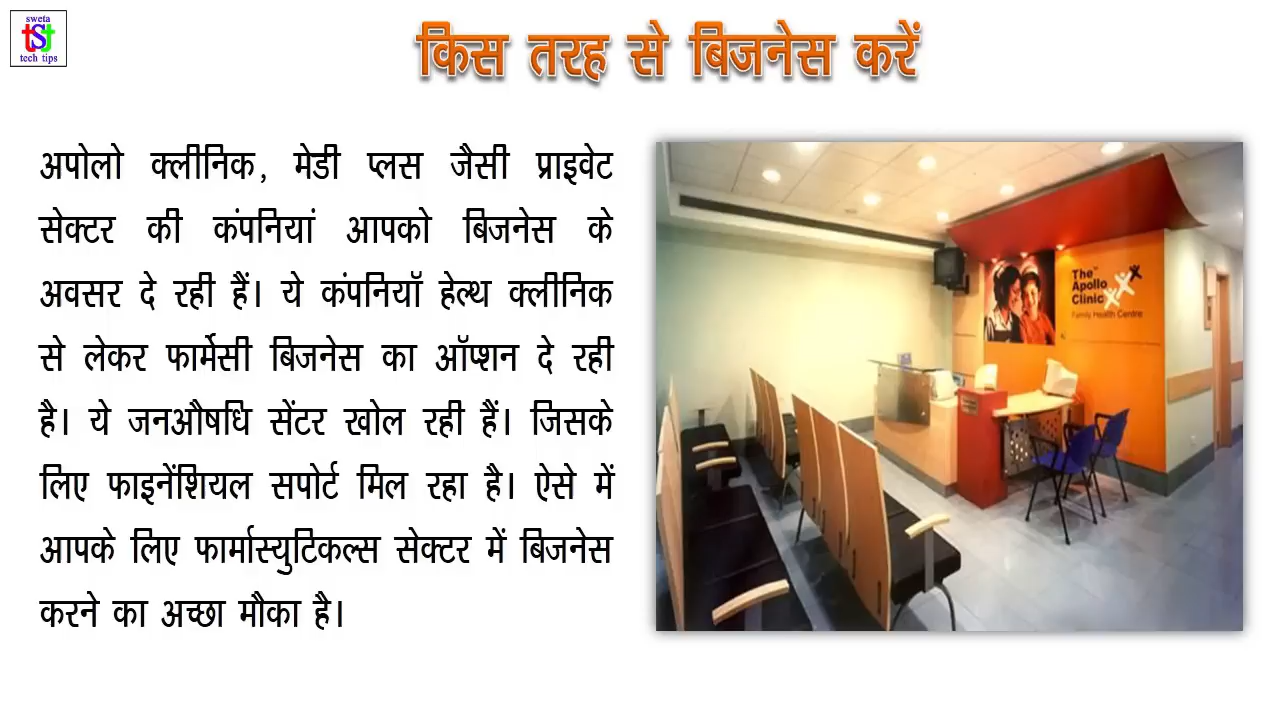 sweta
tST
tech tips
किस तरह से बिजनेस करें
अपोलो क्लीनिक, मेडी प्लस जैसी प्राइवेट
सेक्टर की कंपनियां आपको बिजनेस के
अवसर दे रही हैं। ये कंपनियॉ हेल्थ क्लीनिक
से लेकर फार्मेसी बिजनेस का ऑप्शन दे रही
है। ये जनऔषधि सेंटर खोल रही हैं। जिसके
लिए फाइनेंशियल सपोर्ट मिल रहा है। ऐसे में
आपके लिए फार्मास्युटिकल्स सेक्टर में बिजनेस
करने का अच्छा मौका है।
The
Apollo
Clinic
Family Health Centre